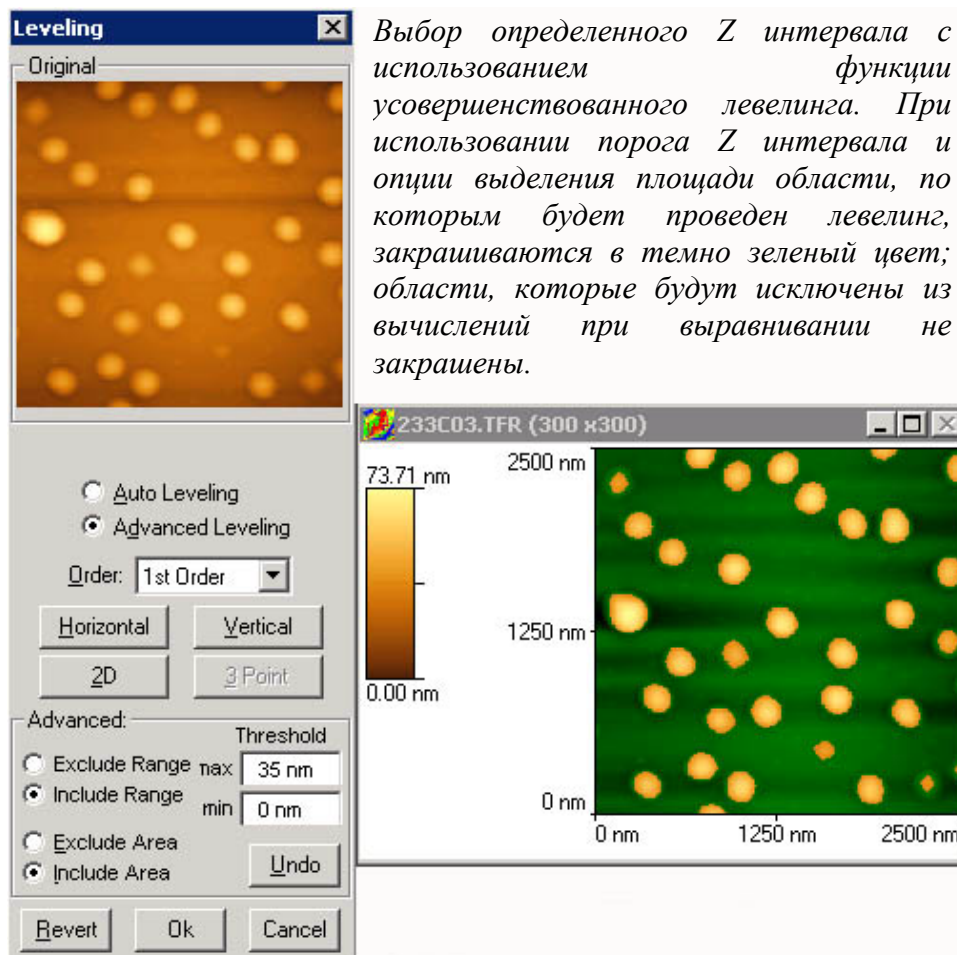 Leveling
Original
Выбор определенного Z интервала с
использованием функции
усовершенствованного левелинга. При
использовании порога Z интервала и
опции выделения площади области, по
которым будет проведен левелинг,
закрашиваются в темно зеленый цвет;
области, которые будут исключены из
вычислений при выравнивании не
закрашены.
Auto Leveling
Advanced Leveling
Order: 1st Order
Horizontal Vertical
2D 3 Point
Advanced:
Threshold
Exclude Range max 35 nm
Include Range min 0 nm
Exclude Area
Include Area
Undo
Revert Ok Cancel
233C03.TFR (300 x300)
73.71 nm
0.00 nm
2500 nm
1250 nm
0 nm
0 nm 1250 nm 2500 nm